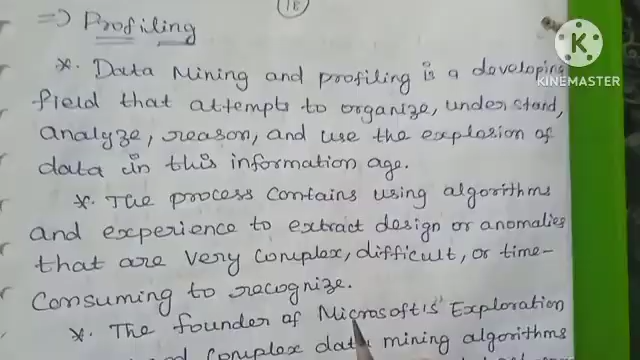 18
⇒ Profiling
KINEMASTER
*. Data Mining and profiling is a developing
field that attempts to organize, understand,
analyze, reason, and use the explosion of
data in this information age.
*. The process contains using algorithms
and experience to extract design or anomalies
that are very complex, difficult, or time-
consuming to recognize.
*. The founder of Microsoft's Exploration
complex data mining algorithms